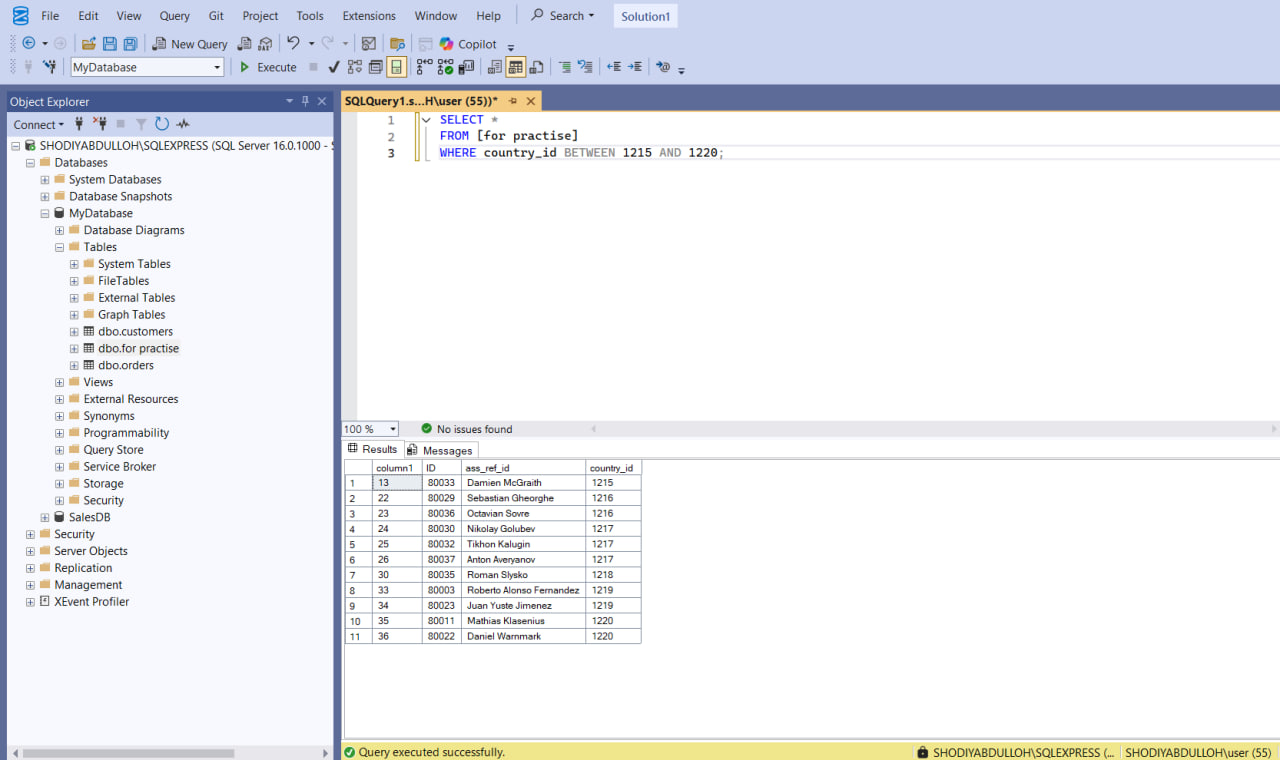 File Edit View Query Git Project Tools Extensions Window Help Search Solution1
New Query Copilot
MyDatabase Execute
Object Explorer
Connect
SHODIYABDULLOH\SQLEXPRESS (SQL Server 16.0.1000 -
Databases
System Databases
Database Snapshots
MyDatabase
Database Diagrams
Tables
System Tables
FileTables
External Tables
Graph Tables
dbo.customers
dbo.for practise
dbo.orders
Views
External Resources
Synonyms
Programmability
Query Store
Service Broker
Storage
Security
SalesDB
Security
Server Objects
Replication
Management
XEvent Profiler
SQLQuery1.s...H\user (55))*
1 SELECT *
2 FROM [for practise]
3 WHERE country_id BETWEEN 1215 AND 1220;
100 % No issues found
Results Messages
column1 ID ass_ref_id country_id
1 13 80033 Damien McGraith 1215
2 22 80029 Sebastian Gheorghe 1216
3 23 80036 Octavian Sovre 1216
4 24 80030 Nikolay Golubev 1217
5 25 80032 Tikhon Kalugin 1217
6 26 80037 Anton Averyanov 1217
7 30 80035 Roman Slysko 1218
8 33 80003 Roberto Alonso Fernandez 1219
9 34 80023 Juan Yuste Jimenez 1219
10 35 80011 Mathias Klasenius 1220
11 36 80022 Daniel Warnmark 1220
Query executed successfully. SHODIYABDULLOH\SQLEXPRESS (... SHODIYABDULLOH\user (55)